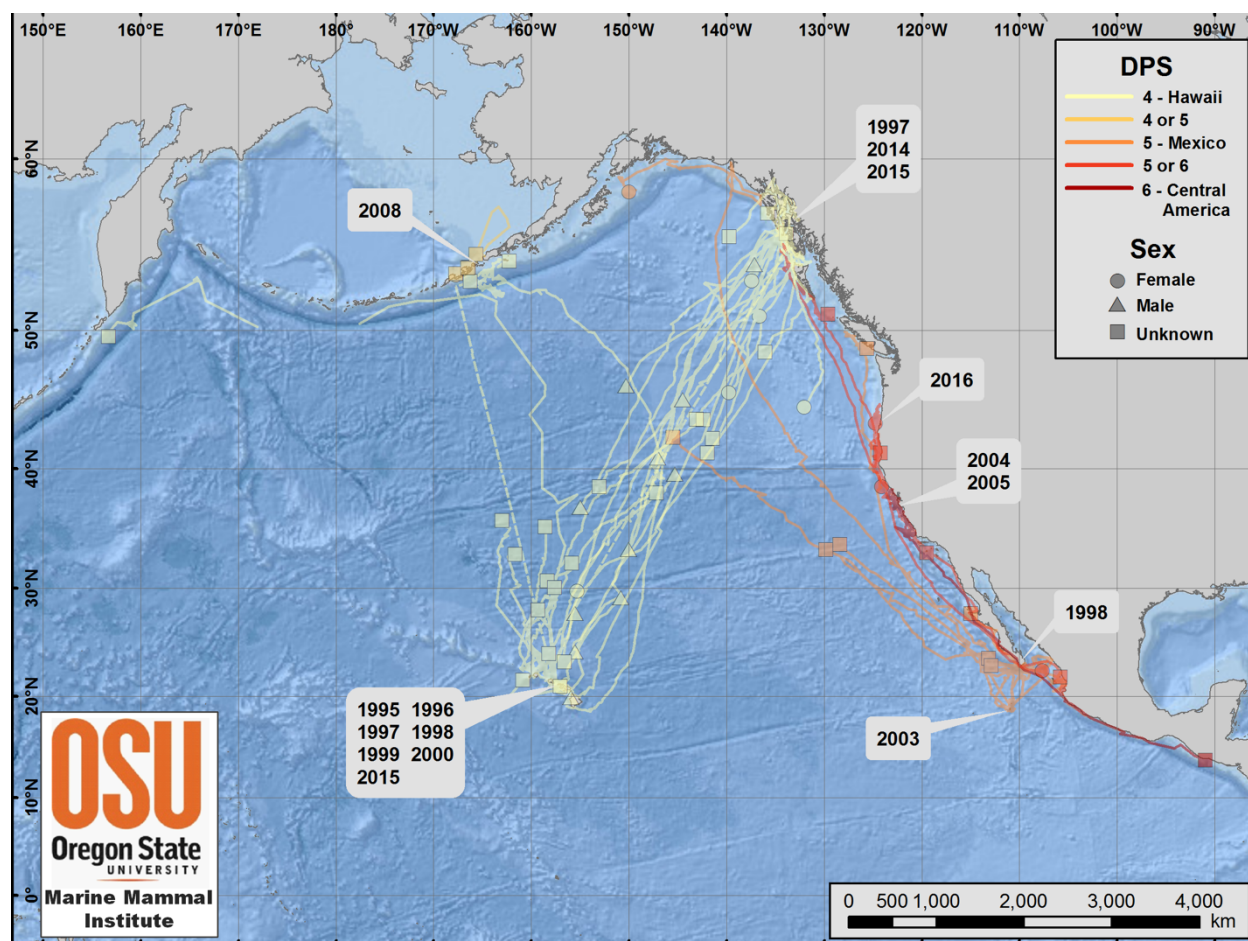 150°E 160°E 170°E 180° 170°W 160°W 150°W 140°W 130°W 120°W 110°W 100°W 90°W
DPS
4 - Hawaii
4 or 5
5 - Mexico
5 or 6
6 - Central
America
Sex
Female
Male
Unknown
1997
2014
2015
60°N
2008
50°N
2016
40°N
2004
2005
30°N
1998
20°N
1995 1996
1997 1998
1999 2000
2015
2003
10°N
0°
OSU
Oregon State
UNIVERSITY
Marine Mammal
Institute
0 500 1,000 2,000 3,000 4,000
km